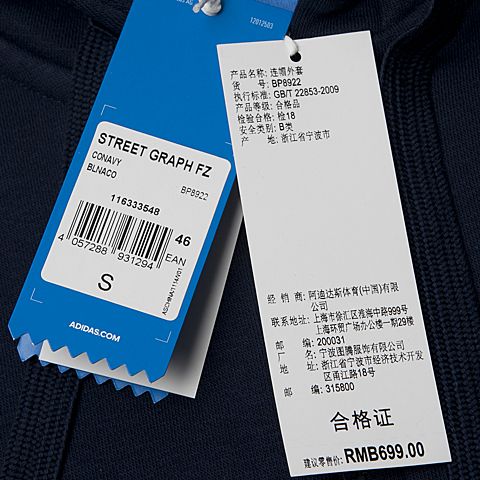 12012503
STREET GRAPH FZ
CONAVY
BLNACO
BP8922
116333548
4 057288 931294
46
EAN
S
ASCHINA/1114/V01
ADIDAS.COM
产品名称: 连帽外套
货 号: BP8922
执行标准: GB/T 22853-2009
产品等级: 合格品
检验合格: 检18
安全类别: B类
产 地: 浙江省宁波市
经 销 商: 阿迪达斯体育(中国)有限
公司
联系地址: 上海市徐汇区淮海中路999号
上海环贸广场办公楼一期29楼
邮 编: 200031
厂 名: 宁波图腾服饰有限公司
地 址: 浙江省宁波市经济技术开发
区甬江路18号
邮 编: 315800
合格证
建议零售价: RMB699.00